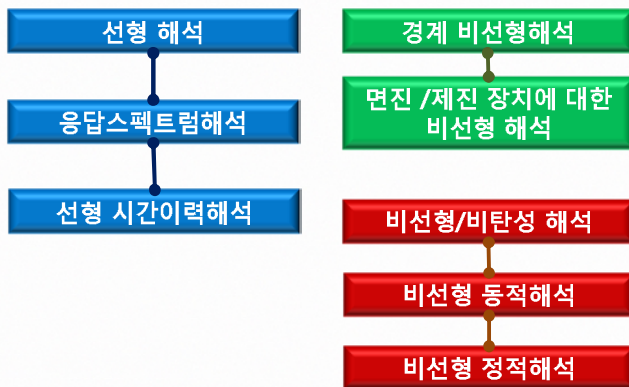 선형 해석
응답스펙트럼해석
선형 시간이력해석
경계 비선형해석
면진 /제진 장치에 대한
비선형 해석
비선형/비탄성 해석
비선형 동적해석
비선형 정적해석